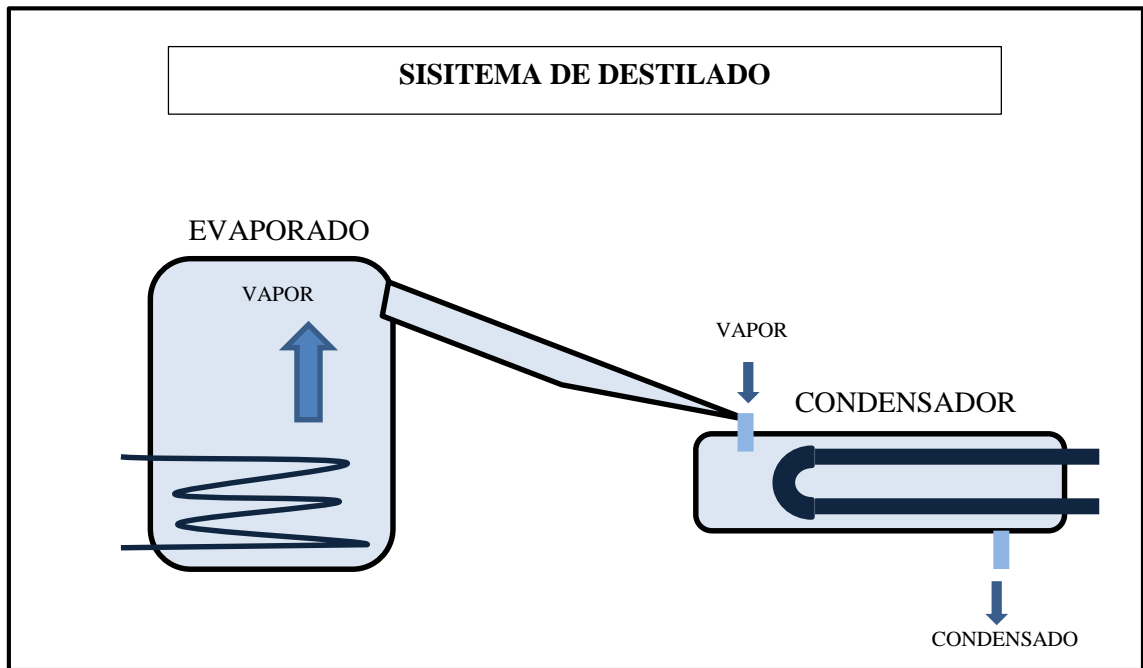 SISITEMA DE DESTILADO
EVAPORADO
VAPOR
VAPOR
CONDENSADOR
CONDENSADO